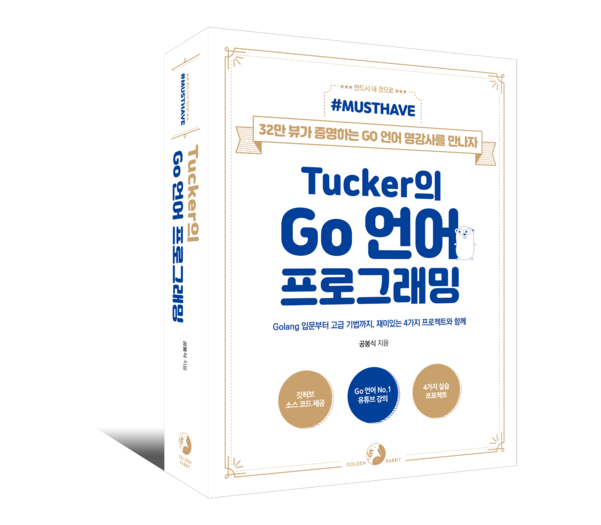 #MUSTHAVE
Tucker의
Go 언어 프로그래밍
공봉식 지음
GOLDEN
RABBIT
*** 반드시 내 것으로 ***
#MUSTHAVE
32만 뷰가 증명하는 GO 언어 명강사를 만나자
Tucker의
Go 언어
프로그래밍
Golang 입문부터 고급 기법까지, 재미있는 4가지 프로젝트와 함께
공봉식 지음
깃허브
소스 코드 제공
Go 언어 No.1
유튜브 강의
4가지 실습
프로젝트
GOLDEN RABBIT